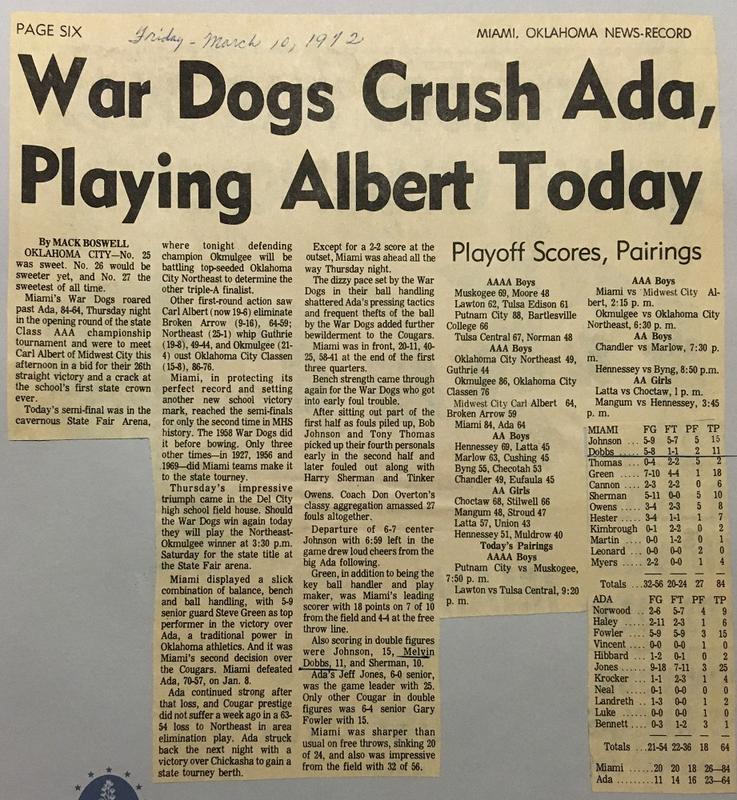 PAGE SIX
Friday - March 10, 1972
MIAMI, OKLAHOMA NEWS-RECORD
War Dogs Crush Ada,
Playing Albert Today
By MACK BOSWELL
OKLAHOMA CITY—No. 25
was sweet. No. 26 would be
sweeter yet, and No. 27 the
sweetest of all time.
Miami's War Dogs roared
past Ada, 84-64, Thursday night
in the opening round of the state
Class AAA championship
tournament and were to meet
Carl Albert of Midwest City this
afternoon in a bid for their 26th
straight victory and a crack at
the school's first state crown
ever.
Today's semi-final was in the
cavernous State Fair Arena,
where tonight defending
champion Okmulgee will be
battling top-seeded Oklahoma
City Northeast to determine the
other triple-A finalist.
Other first-round action saw
Carl Albert (now 19-6) eliminate
Broken Arrow (9-16), 64-59;
Northeast (25-1) whip Guthrie
(19-8), 49-44, and Okmulgee (21-
4) oust Oklahoma City Classen
(15-8), 86-76.
Miami, in protecting its
perfect record and setting
another new school victory
mark, reached the semi-finals
for only the second time in MHS
history. The 1958 War Dogs did
it before bowing. Only three
other times—in 1927, 1956 and
1969—did Miami teams make it
to the state tourney.
Thursday's impressive
triumph came in the Del City
high school field house. Should
the War Dogs win again today
they will play the Northeast-
Okmulgee winner at 3:30 p.m.
Saturday for the state title at
the State Fair arena.
Miami displayed a slick
combination of balance, bench
and ball handling, with 5-9
senior guard Steve Green as top
performer in the victory over
Ada, a traditional power in
Oklahoma athletics. And it was
Miami's second decision over
the Cougars. Miami defeated
Ada, 70-57, on Jan. 8.
Ada continued strong after
that loss, and Cougar prestige
did not suffer a week ago in a 63-
54 loss to Northeast in area
elimination play. Ada struck
back the next night with a
victory over Chickasha to gain a
state tourney berth.
Except for a 2-2 score at the
outset, Miami was ahead all the
way Thursday night.
The dizzy pace set by the War
Dogs in their ball handling
shattered Ada's pressing tactics
and frequent thefts of the ball
by the War Dogs added further
bewilderment to the Cougars.
Miami was in front, 20-11, 40-
25, 58-41 at the end of the first
three quarters.
Bench strength came through
again for the War Dogs who got
into early foul trouble.
After sitting out part of the
first half as fouls piled up, Bob
Johnson and Tony Thomas
picked up their fourth personals
early in the second half and
later fouled out along with
Harry Sherman and Tinker
Owens. Coach Don Overton's
classy aggregation amassed 27
fouls altogether.
Departure of 6-7 center
Johnson with 6:59 left in the
game drew loud cheers from the
big Ada following.
Green, in addition to being the
key ball handler and play
maker, was Miami's leading
scorer with 18 points on 7 of 10
from the field and 4-4 at the free
throw line.
Also scoring in double figures
were Johnson, 15, Melvin
Dobbs, 11, and Sherman, 10.
Ada's Jeff Jones, 6-0 senior,
was the game leader with 25.
Only other Cougar in double
figures was 6-4 senior Gary
Fowler with 15.
Miami was sharper than
usual on free throws, sinking 20
of 24, and also was impressive
from the field with 32 of 56.
Playoff Scores, Pairings
AAAA Boys
Muskogee 69, Moore 48
Lawton 62, Tulsa Edison 61
Putnam City 88, Bartlesville
College 66
Tulsa Central 67, Norman 48
AAA Boys
Oklahoma City Northeast 49,
Guthrie 44
Okmulgee 86, Oklahoma City
Classen 76
Midwest City Carl Albert 64,
Broken Arrow 59
Miami 84, Ada 64
AA Boys
Hennessey 69, Latta 45
Marlow 63, Cushing 45
Byng 55, Checotah 53
Chandler 49, Eufaula 45
AA Girls
Choctaw 68, Stilwell 66
Mangum 48, Stroud 47
Latta 57, Union 43
Hennessey 51, Muldrow 40
Today's Pairings
AAAA Boys
Putnam City vs Muskogee,
7:50 p. m.
Lawton vs Tulsa Central, 9:20
p. m.
AAA Boys
Miami vs Midwest City Al-
bert, 2:15 p. m.
Okmulgee vs Oklahoma City
Northeast, 6:30 p. m.
AA Boys
Chandler vs Marlow, 7:30 p.
m.
Hennessey vs Byng, 8:50 p.m.
AA Girls
Latta vs Choctaw, 1 p. m.
Mangum vs Hennessey, 3:45
p. m.
MIAMI FG FT PF TP
Johnson ... 5-9 5-7 5 15
Dobbs ..... 5-8 1-1 2 11
Thomas ... 0-4 2-2 5 2
Green ..... 7-10 4-4 1 18
Cannon ... 2-3 2-2 0 6
Sherman 5-11 0-0 5 10
Owens .... 3-4 2-3 5 8
Hester .... 3-4 1-1 1 7
Kimbrough 0-1 2-2 0 2
Martin .... 0-0 1-2 0 1
Leonard .. 0-0 0-0 2 0
Myers .... 2-2 0-0 1 4
Totals ..32-56 20-24 27 84
ADA FG FT PF TP
Norwood .. 2-6 5-7 4 9
Haley .... 2-11 2-3 1 6
Fowler ... 5-9 5-9 3 15
Vincent ... 0-0 0-0 1 0
Hibbard .. 1-2 0-1 0 2
Jones .... 9-18 7-11 3 25
Krocker .. 1-1 2-3 1 4
Neal ..... 0-1 0-0 0 0
Landreth .. 1-3 0-0 1 2
Luke ..... 0-0 0-0 1 0
Bennett ... 0-3 1-2 3 1
Totals ..21-54 22-36 18 64
Miami ........20 20 18 26—84
Ada ..........11 14 16 23—64